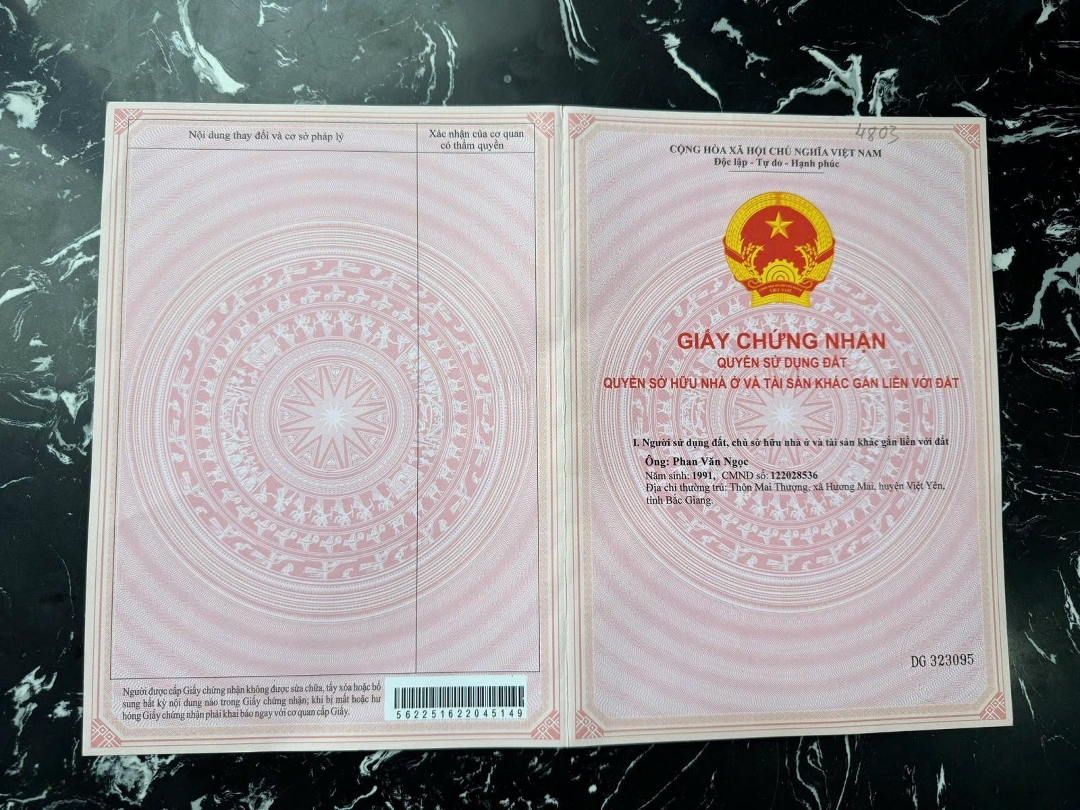 Nội dung thay đổi và cơ sở pháp lý
Xác nhận của cơ quan
có thẩm quyền
Người được cấp Giấy chứng nhận không được sửa chữa, tẩy xóa hoặc bổ
sung bất kỳ nội dung nào trong Giấy chứng nhận; khi bị mất hoặc hư
hỏng Giấy chứng nhận phải khai báo ngay với cơ quan cấp Giấy.
562251622045149
4803
CỘNG HÒA XÃ HỘI CHỦ NGHĨA VIỆT NAM
Độc lập - Tự do - Hạnh phúc
GIẤY CHỨNG NHẬN
QUYỀN SỬ DỤNG ĐẤT
QUYỀN SỞ HỮU NHÀ Ở VÀ TÀI SẢN KHÁC GẮN LIỀN VỚI ĐẤT
I. Người sử dụng đất, chủ sở hữu nhà ở và tài sản khác gắn liền với đất
Ông: Phan Văn Ngọc
Năm sinh: 1991, CMND số: 122028536
Địa chỉ thường trú: Thôn Mai Thượng, xã Hương Mai, huyện Việt Yên,
tỉnh Bắc Giang.
DG 323095